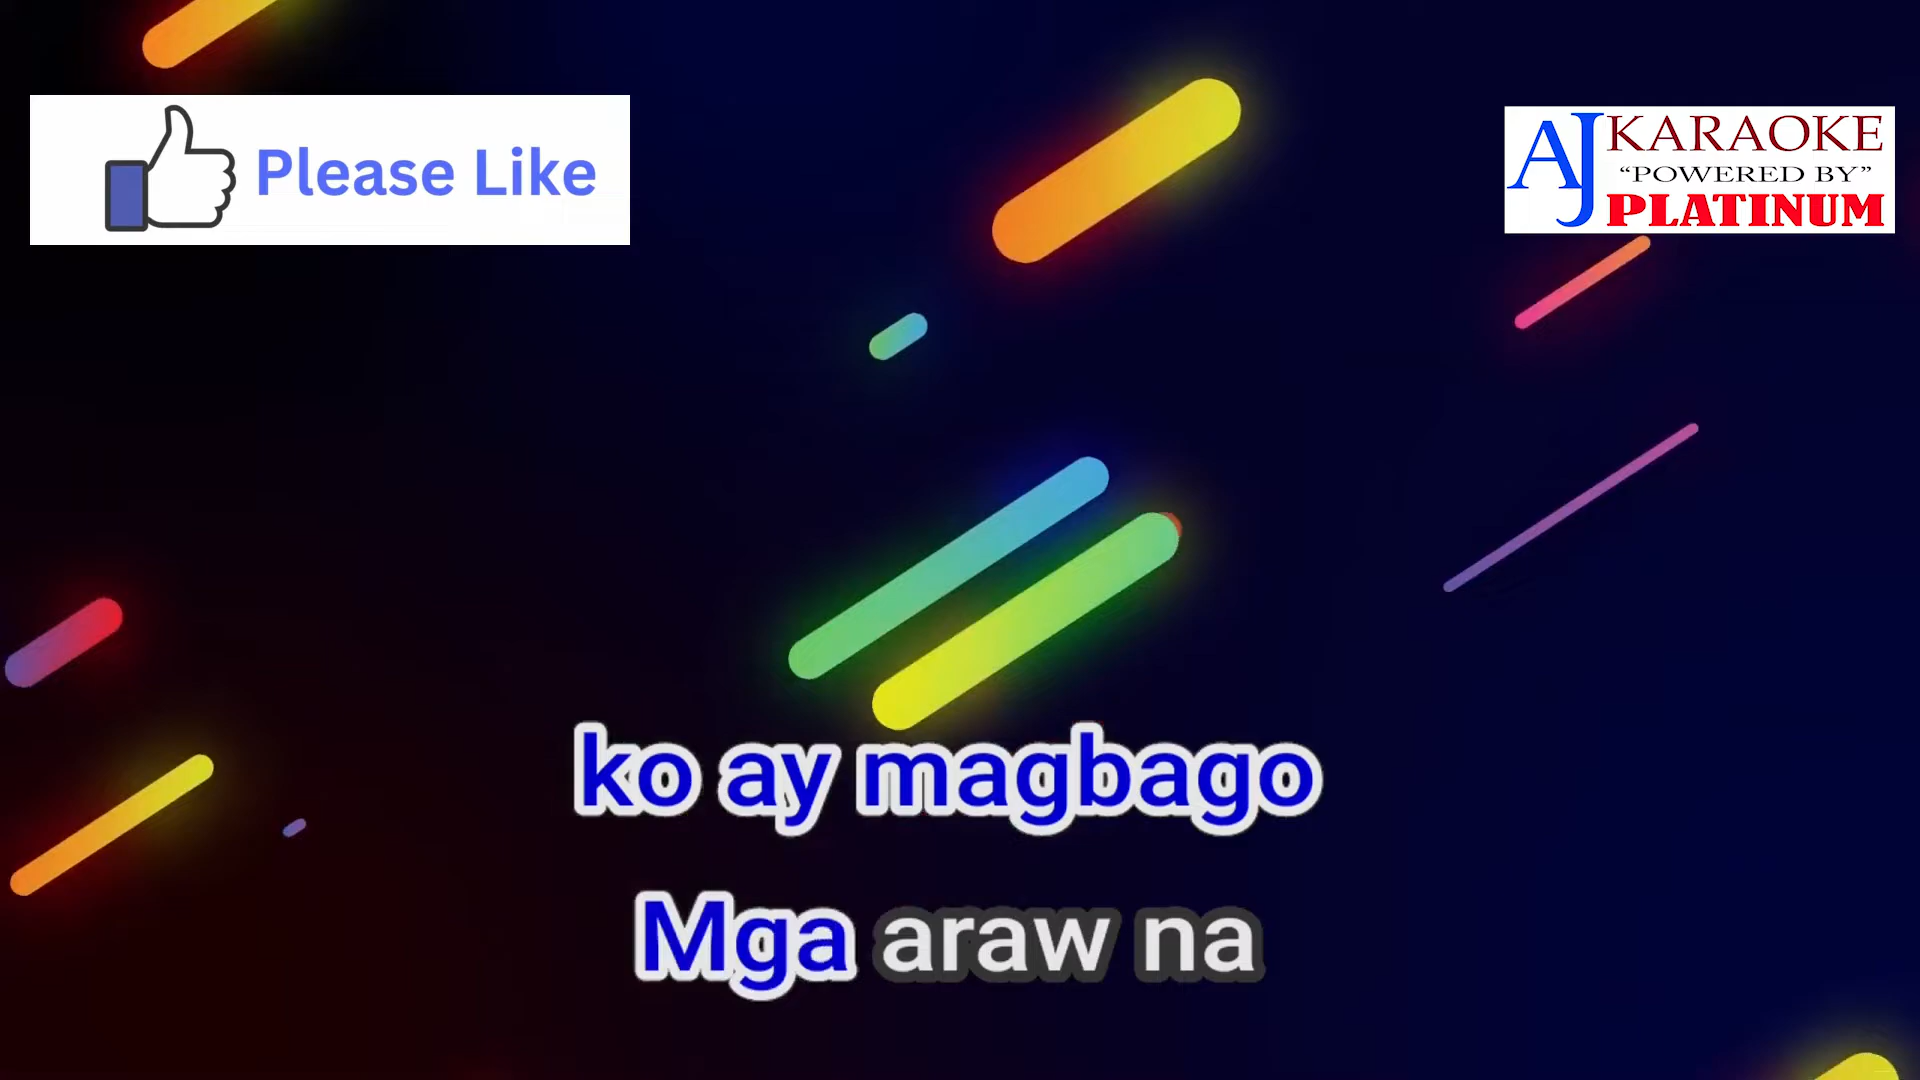 Please Like
AJ KARAOKE
“POWERED BY”
PLATINUM
ko ay magbago
Mga araw na